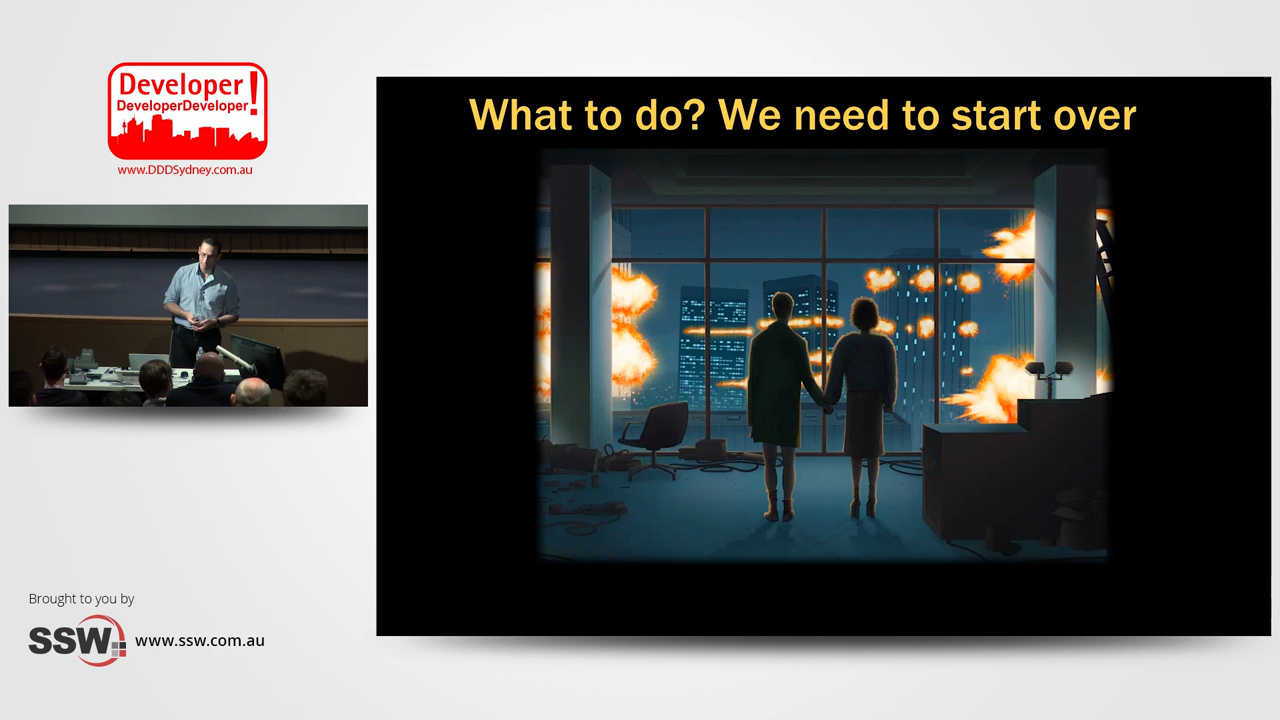 Developer!
DeveloperDeveloper
www.DDDSydney.com.au
What to do? We need to start over
Brought to you by
SSW
www.ssw.com.au